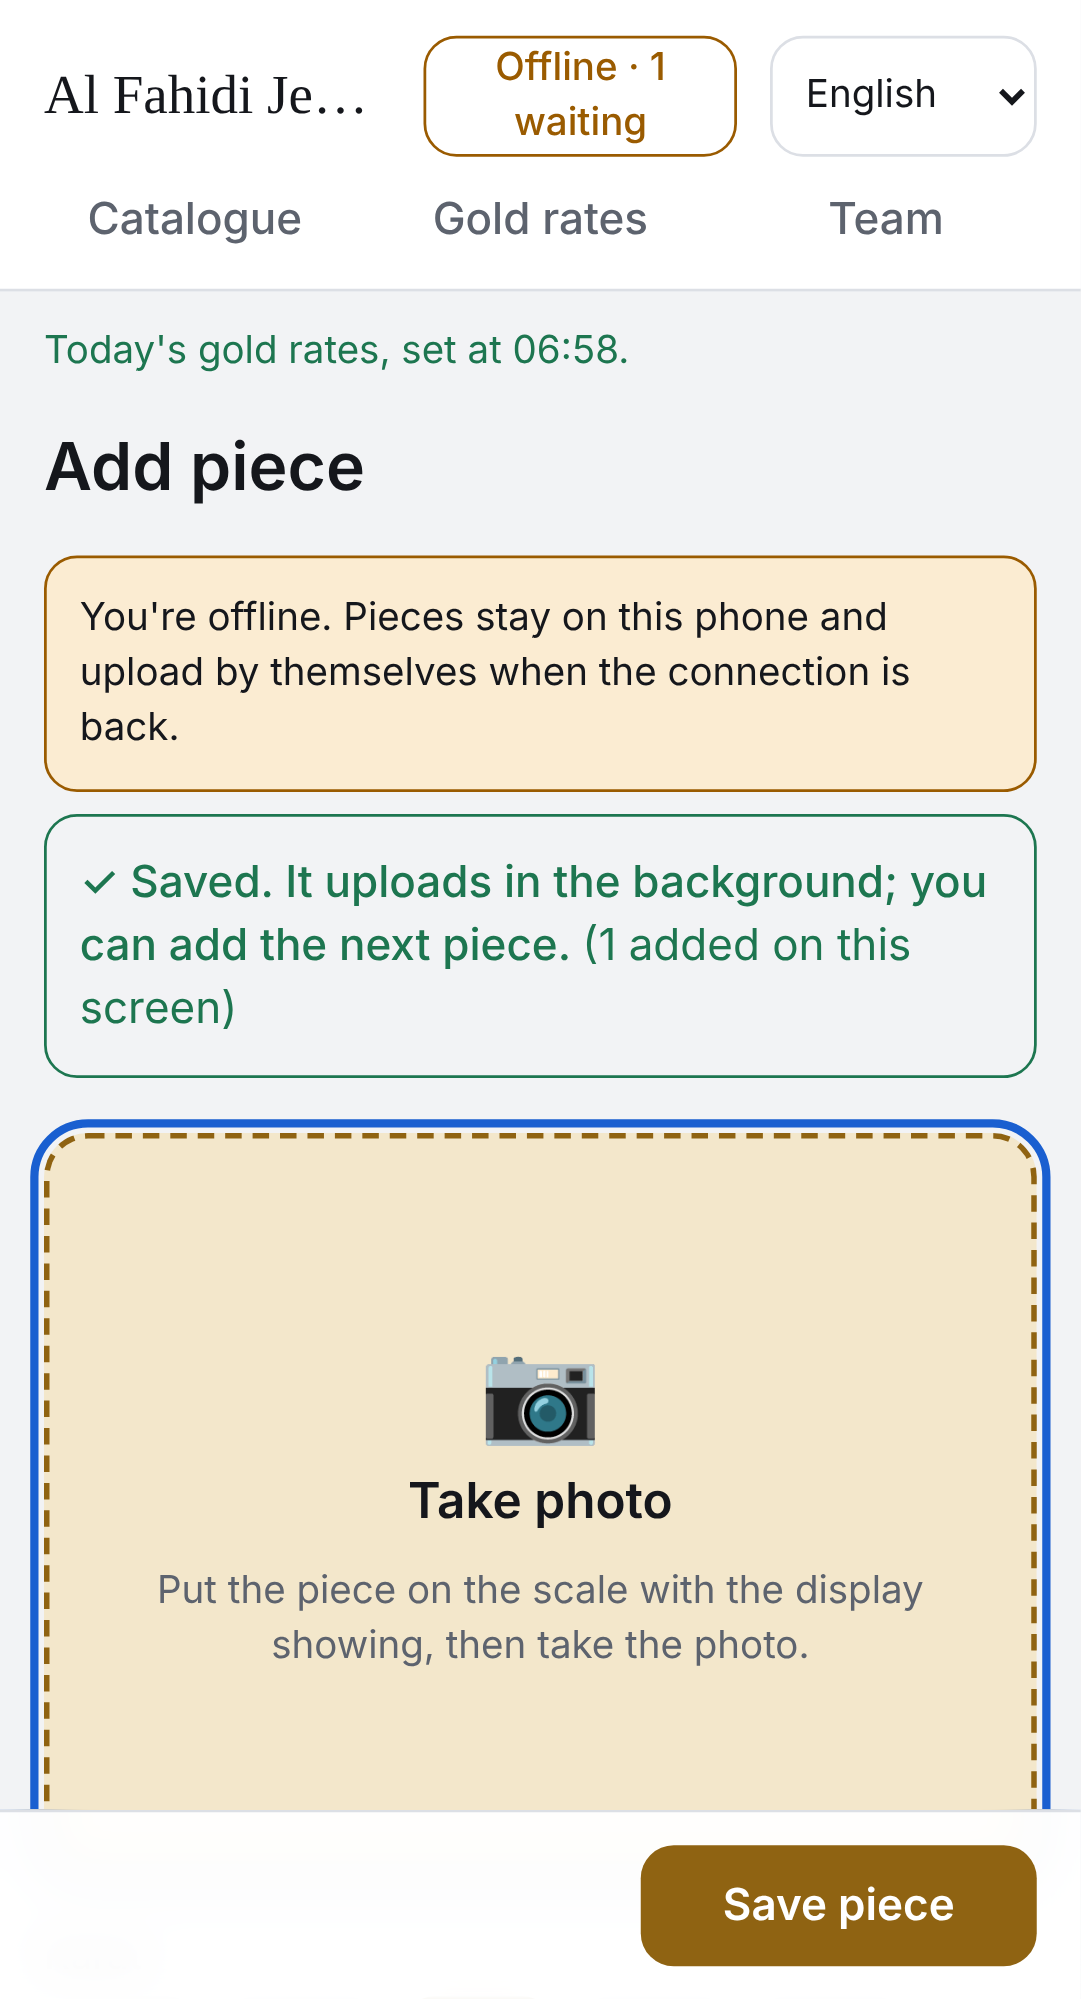 Al Fahidi Je…
Offline · 1
waiting
English
Catalogue
Gold rates
Team
Today's gold rates, set at 06:58.
Add piece
You're offline. Pieces stay on this phone and
upload by themselves when the connection is
back.
✓ Saved. It uploads in the background; you
can add the next piece. (1 added on this
screen)
Take photo
Put the piece on the scale with the display
showing, then take the photo.
Save piece